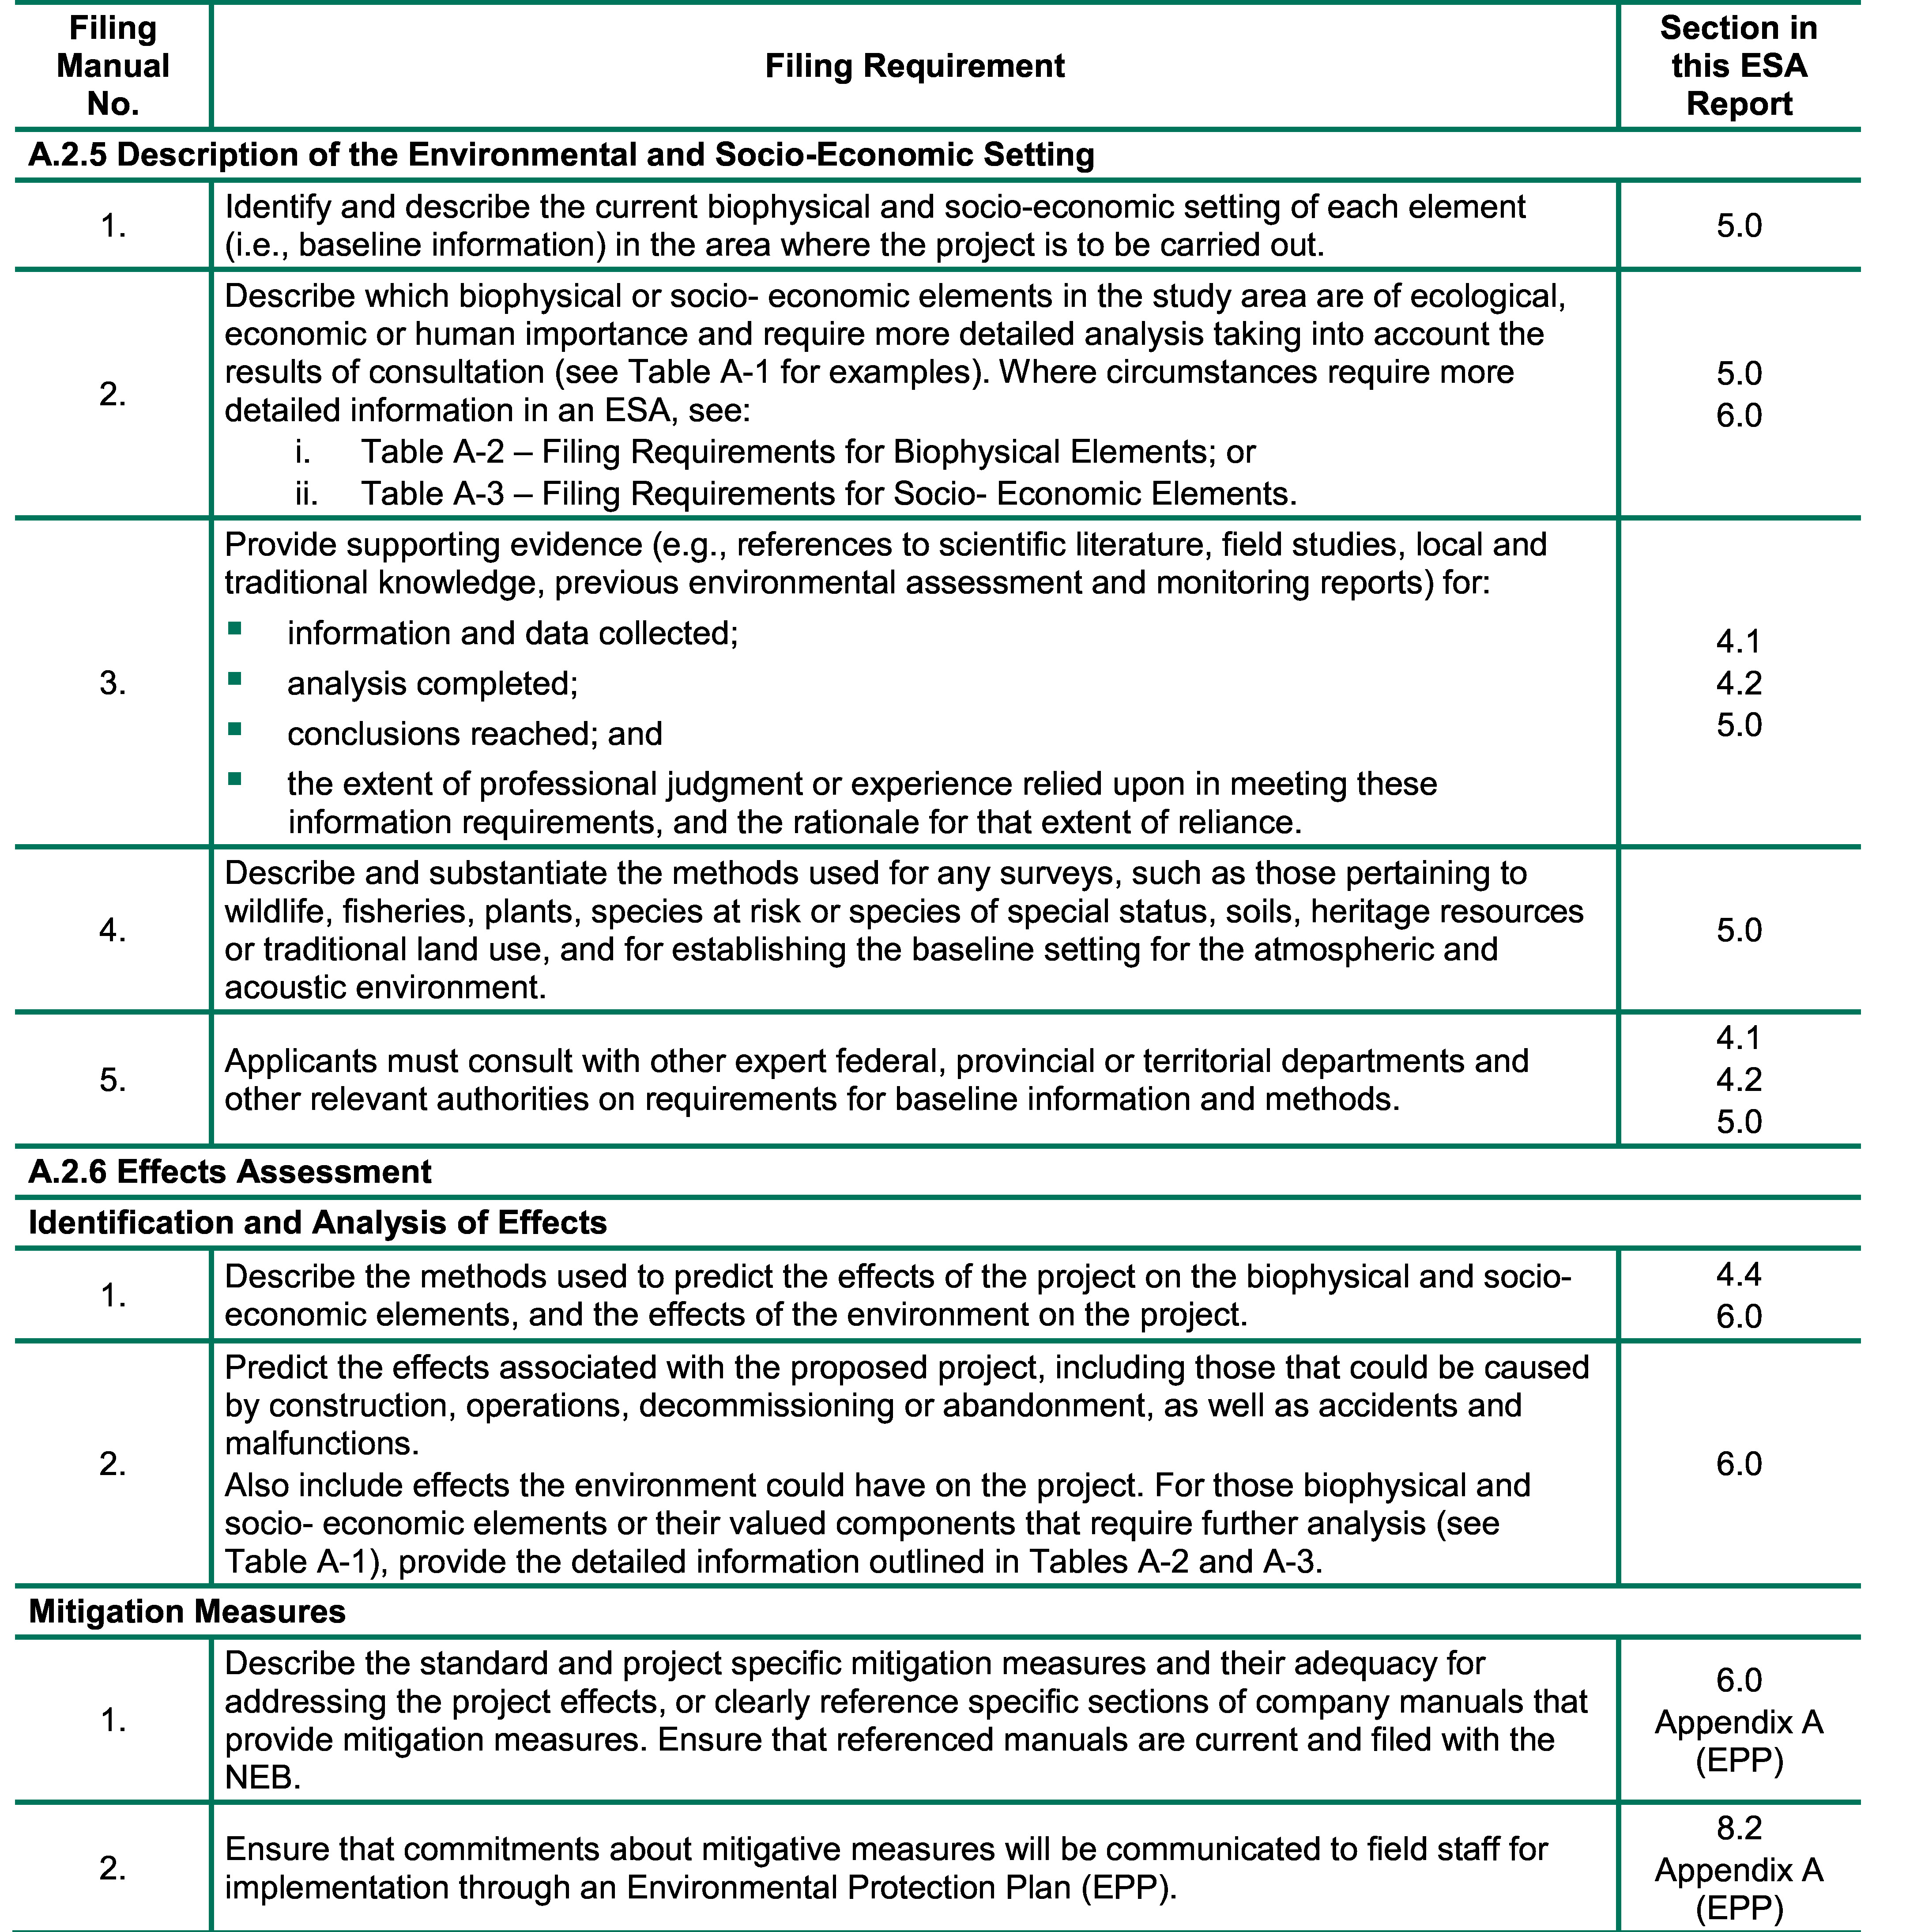 Filing
Manual
No.
Filing Requirement
Section in
this ESA
Report
A.2.5 Description of the Environmental and Socio-Economic Setting
1.
Identify and describe the current biophysical and socio-economic setting of each element
(i.e., baseline information) in the area where the project is to be carried out.
5.0
2.
Describe which biophysical or socio- economic elements in the study area are of ecological,
economic or human importance and require more detailed analysis taking into account the
results of consultation (see Table A-1 for examples). Where circumstances require more
detailed information in an ESA, see:
i. Table A-2 – Filing Requirements for Biophysical Elements; or
ii. Table A-3 – Filing Requirements for Socio- Economic Elements.
5.0
6.0
3.
Provide supporting evidence (e.g., references to scientific literature, field studies, local and
traditional knowledge, previous environmental assessment and monitoring reports) for:
▪ information and data collected;
▪ analysis completed;
▪ conclusions reached; and
▪ the extent of professional judgment or experience relied upon in meeting these
information requirements, and the rationale for that extent of reliance.
4.1
4.2
5.0
4.
Describe and substantiate the methods used for any surveys, such as those pertaining to
wildlife, fisheries, plants, species at risk or species of special status, soils, heritage resources
or traditional land use, and for establishing the baseline setting for the atmospheric and
acoustic environment.
5.0
5.
Applicants must consult with other expert federal, provincial or territorial departments and
other relevant authorities on requirements for baseline information and methods.
4.1
4.2
5.0
A.2.6 Effects Assessment
Identification and Analysis of Effects
1.
Describe the methods used to predict the effects of the project on the biophysical and socio-
economic elements, and the effects of the environment on the project.
4.4
6.0
2.
Predict the effects associated with the proposed project, including those that could be caused
by construction, operations, decommissioning or abandonment, as well as accidents and
malfunctions.
Also include effects the environment could have on the project. For those biophysical and
socio- economic elements or their valued components that require further analysis (see
Table A-1), provide the detailed information outlined in Tables A-2 and A-3.
6.0
Mitigation Measures
1.
Describe the standard and project specific mitigation measures and their adequacy for
addressing the project effects, or clearly reference specific sections of company manuals that
provide mitigation measures. Ensure that referenced manuals are current and filed with the
NEB.
6.0
Appendix A
(EPP)
2.
Ensure that commitments about mitigative measures will be communicated to field staff for
implementation through an Environmental Protection Plan (EPP).
8.2
Appendix A
(EPP)